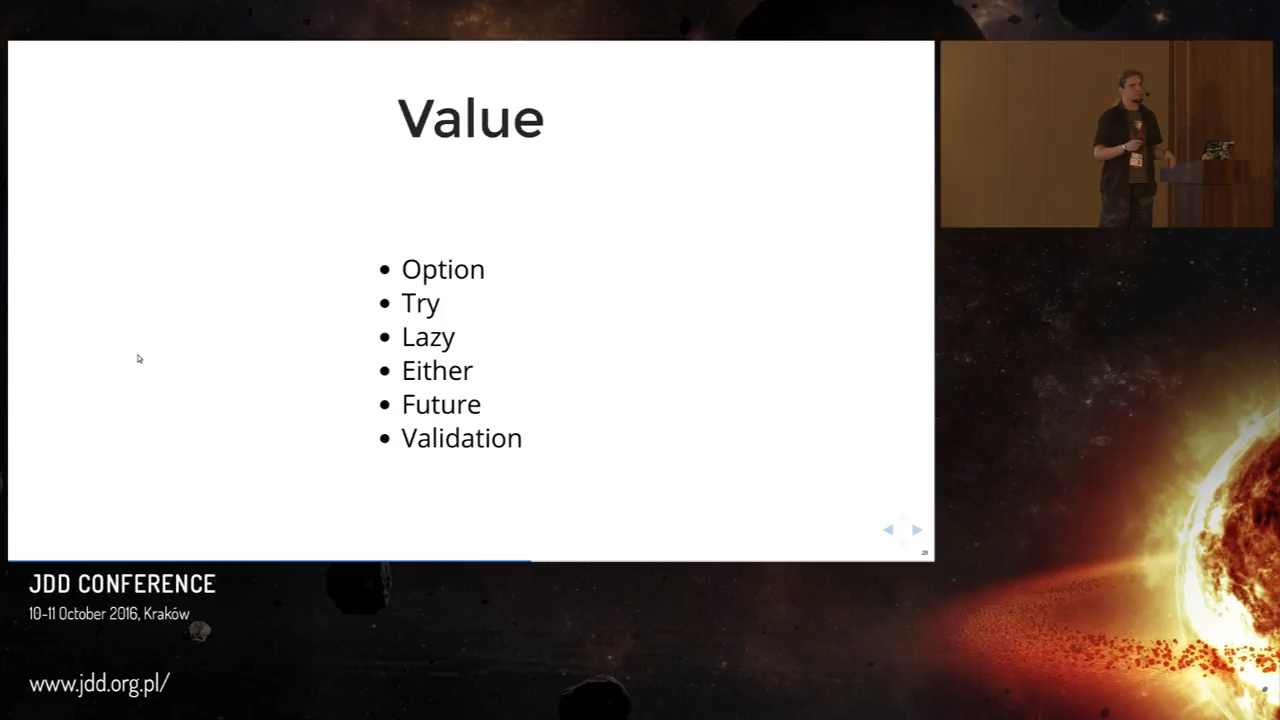 Value
Option
Try
Lazy
Either
Future
Validation
JDD CONFERENCE
10-11 October 2016, Kraków
www.jdd.org.pl/